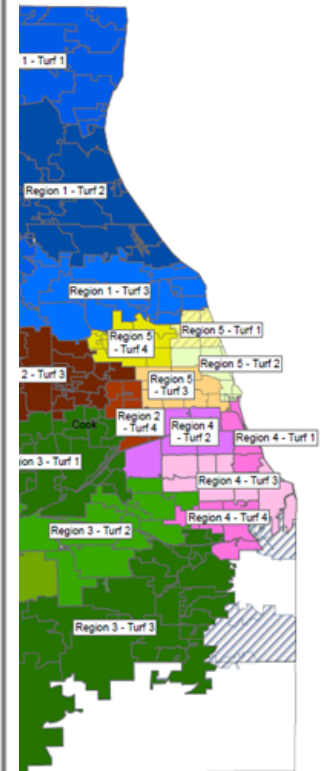 1 - Turf 1
Region 1 - Turf 2
Region 1 - Turf 3
Region 5 - Turf 1
Region 5
- Turf 4
Region 5 - Turf 2
2 - Turf 3
Region 5
- Turf 3
Region 2
- Turf 4
Cook
Region 4
- Turf 2
Region 4 - Turf 1
ion 3 - Turf 1
Region 4 - Turf 3
Region 4 - Turf 4
Region 3 - Turf 2
Region 3 - Turf 3